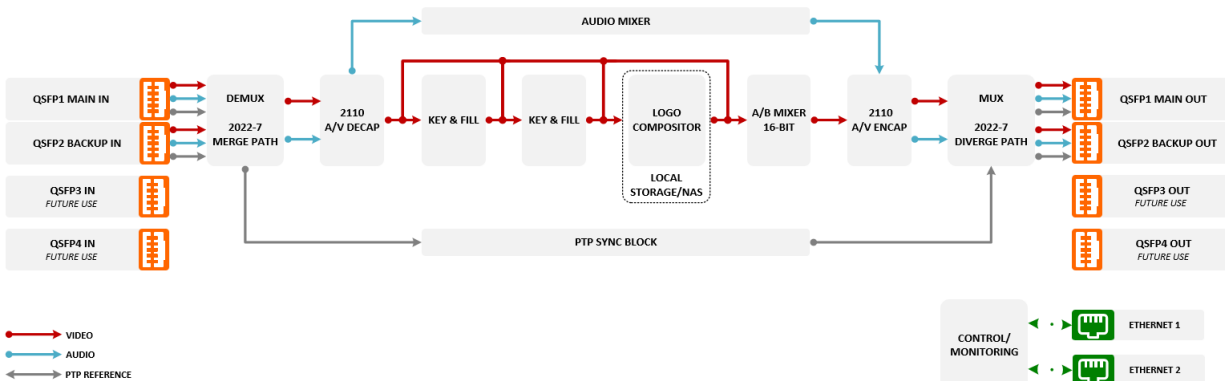 AUDIO MIXER
QSFP1 MAIN IN
QSFP2 BACKUP IN
QSFP3 IN
FUTURE USE
QSFP4 IN
FUTURE USE
DEMUX
2022-7
MERGE PATH
2110
A/V DECAP
KEY & FILL
KEY & FILL
LOGO
COMPOSITOR
LOCAL
STORAGE/NAS
A/B MIXER
16-BIT
2110
A/V ENCAP
MUX
2022-7
DIVERGE PATH
QSFP1 MAIN OUT
QSFP2 BACKUP OUT
QSFP3 OUT
FUTURE USE
QSFP4 OUT
FUTURE USE
PTP SYNC BLOCK
VIDEO
AUDIO
PTP REFERENCE
CONTROL/
MONITORING
ETHERNET 1
ETHERNET 2